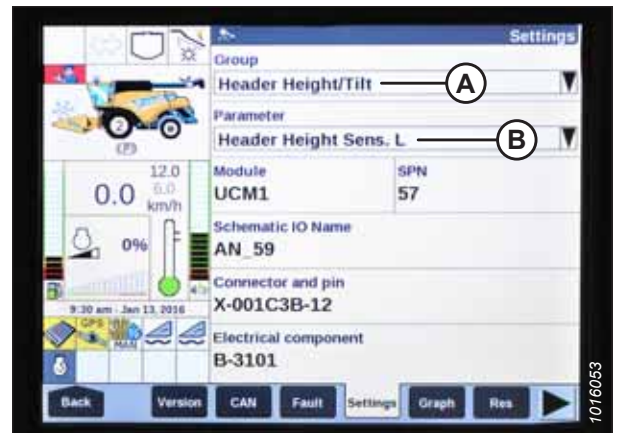 Settings
Group
Header Height/Tilt
A
Parameter
Header Height Sens. L
B
Module
UCM1
SPN
57
Schematic IO Name
AN_59
Connector and pin
X-001C3B-12
Electrical component
B-3101
2
(P)
12.0
6.0
0.0
km/h
0%
9:30 am - Jan 13, 2016
GPS
MAN
Back
Version
CAN
Fault
Settings
Graph
Res
1016053